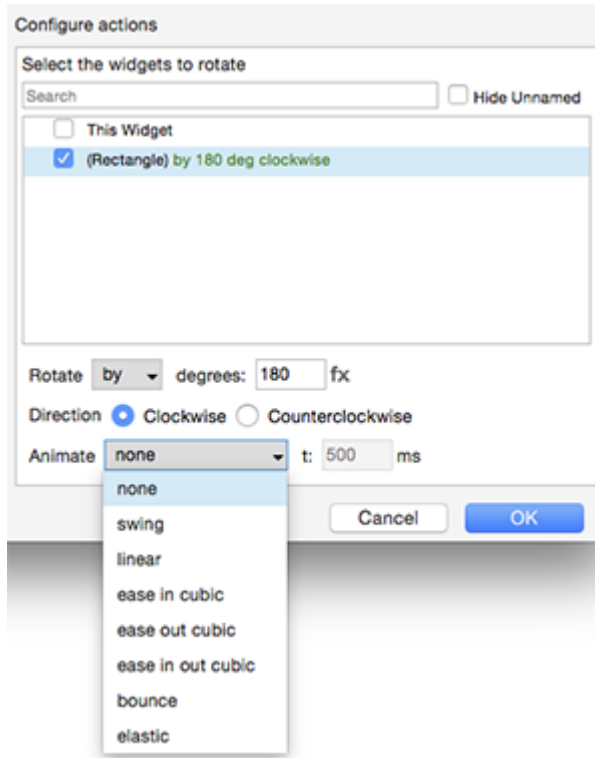 Configure actions
Select the widgets to rotate
Search
Hide Unnamed
This Widget
(Rectangle) by 180 deg clockwise
Rotate by degrees: 180 fx
Direction Clockwise Counterclockwise
Animate none t: 500 ms
none
Cancel OK
swing
linear
ease in cubic
ease out cubic
ease in out cubic
bounce
elastic